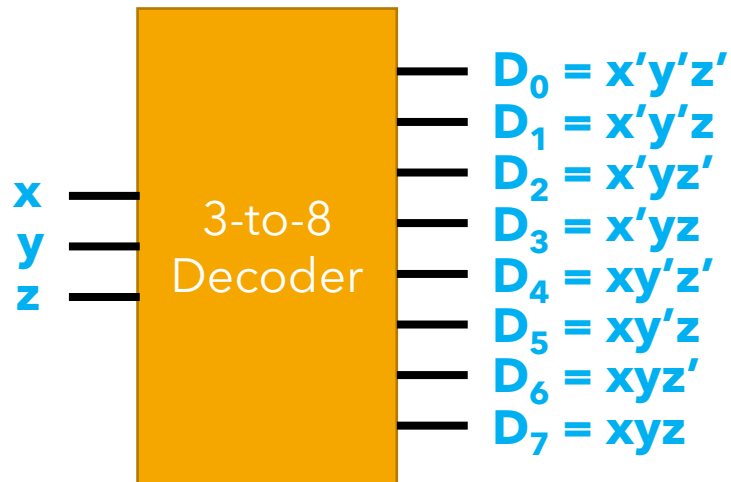 x
y
z
3-to-8
Decoder
D₀ = x′y′z′
D₁ = x′y′z
D₂ = x′yz′
D₃ = x′yz
D₄ = xy′z′
D₅ = xy′z
D₆ = xyz′
D₇ = xyz